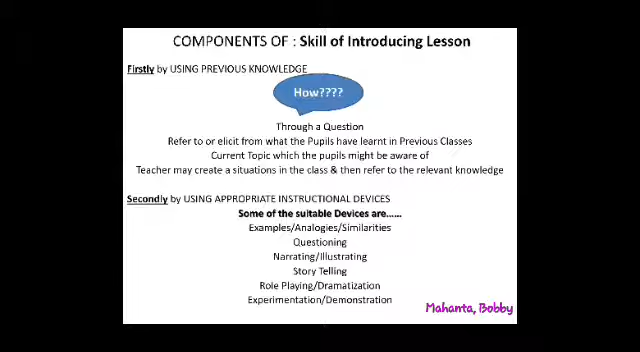 COMPONENTS OF : Skill of Introducing Lesson
Firstly by USING PREVIOUS KNOWLEDGE
How????
Through a Question
Refer to or elicit from what the Pupils have learnt in Previous Classes
Current Topic which the pupils might be aware of
Teacher may create a situations in the class & then refer to the relevant knowledge
Secondly by USING APPROPRIATE INSTRUCTIONAL DEVICES
Some of the suitable Devices are......
Examples/Analogies/Similarities
Questioning
Narrating/Illustrating
Story Telling
Role Playing/Dramatization
Experimentation/Demonstration
Mahanta, Bobby